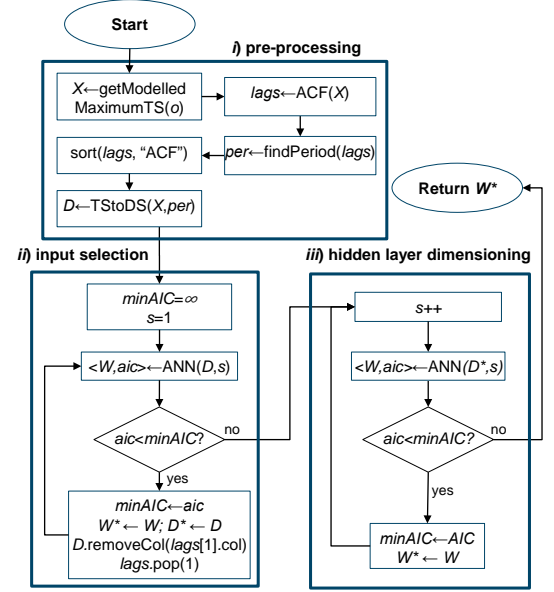 Start
i) pre-processing
X←getModelled
MaximumTS(o)
lags←ACF(X)
sort(lags, “ACF”)
per←findPeriod(lags)
D←TStoDS(X,per)
Return W*
ii) input selection
minAIC=∞
s=1
<W,aic>←ANN(D,s)
aic<minAIC?
no
yes
minAIC←aic
W* ← W; D* ← D
D.removeCol(lags[1].col)
lags.pop(1)
iii) hidden layer dimensioning
s++
<W,aic>←ANN(D*,s)
aic<minAIC?
no
yes
minAIC←AIC
W* ← W